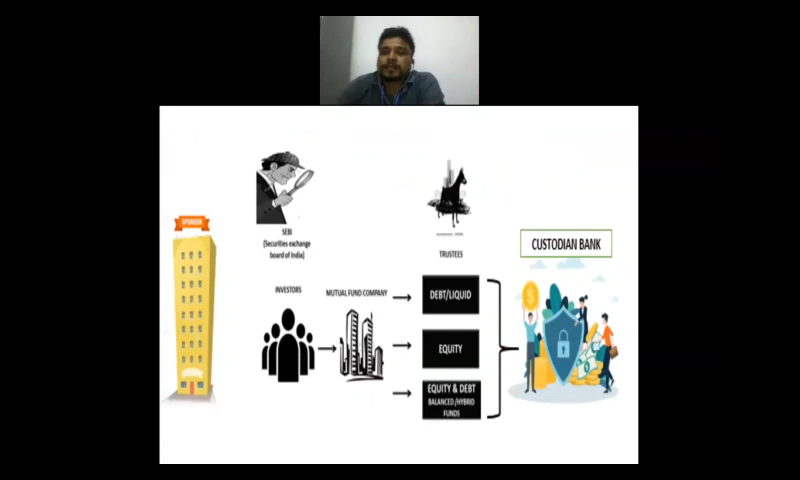 SPONSOR
SEBI
(Securities exchange
board of India)
TRUSTEES
CUSTODIAN BANK
INVESTORS
MUTUAL FUND COMPANY
DEBT/LIQUID
EQUITY
EQUITY & DEBT
BALANCED /HYBRID
FUNDS